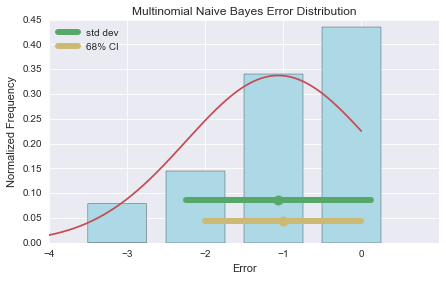 Multinomial Naive Bayes Error Distribution
0.45
0.40
0.35
0.30
0.25
0.20
0.15
0.10
0.05
0.00
Normalized Frequency
std dev
68% CI
−4 −3 −2 −1 0
Error